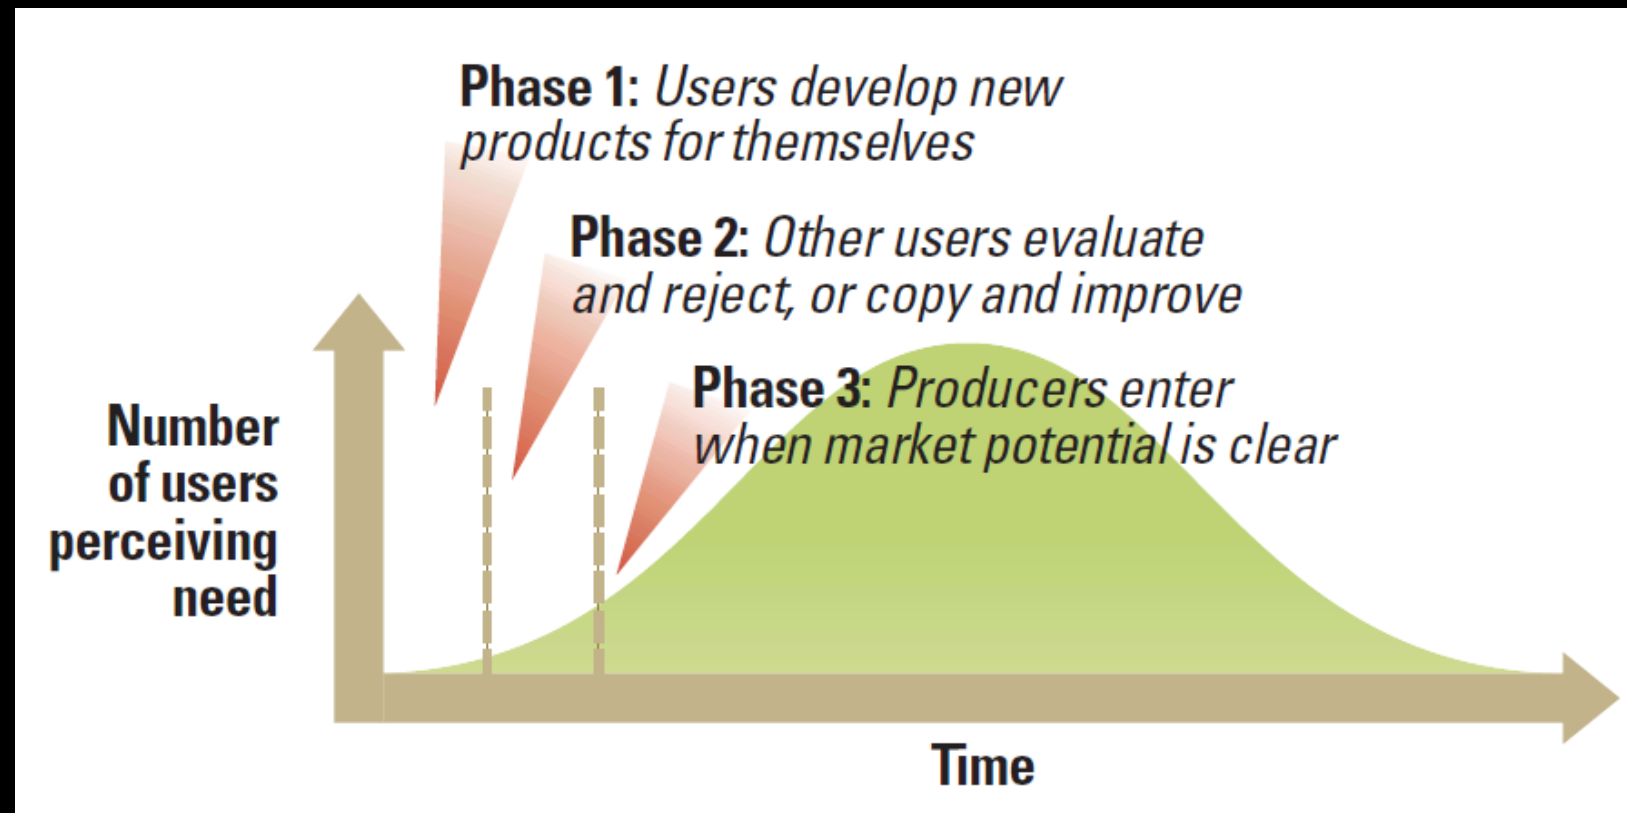 Phase 1: Users develop new
products for themselves
Phase 2: Other users evaluate
and reject, or copy and improve
Phase 3: Producers enter
when market potential is clear
Number
of users
perceiving
need
Time